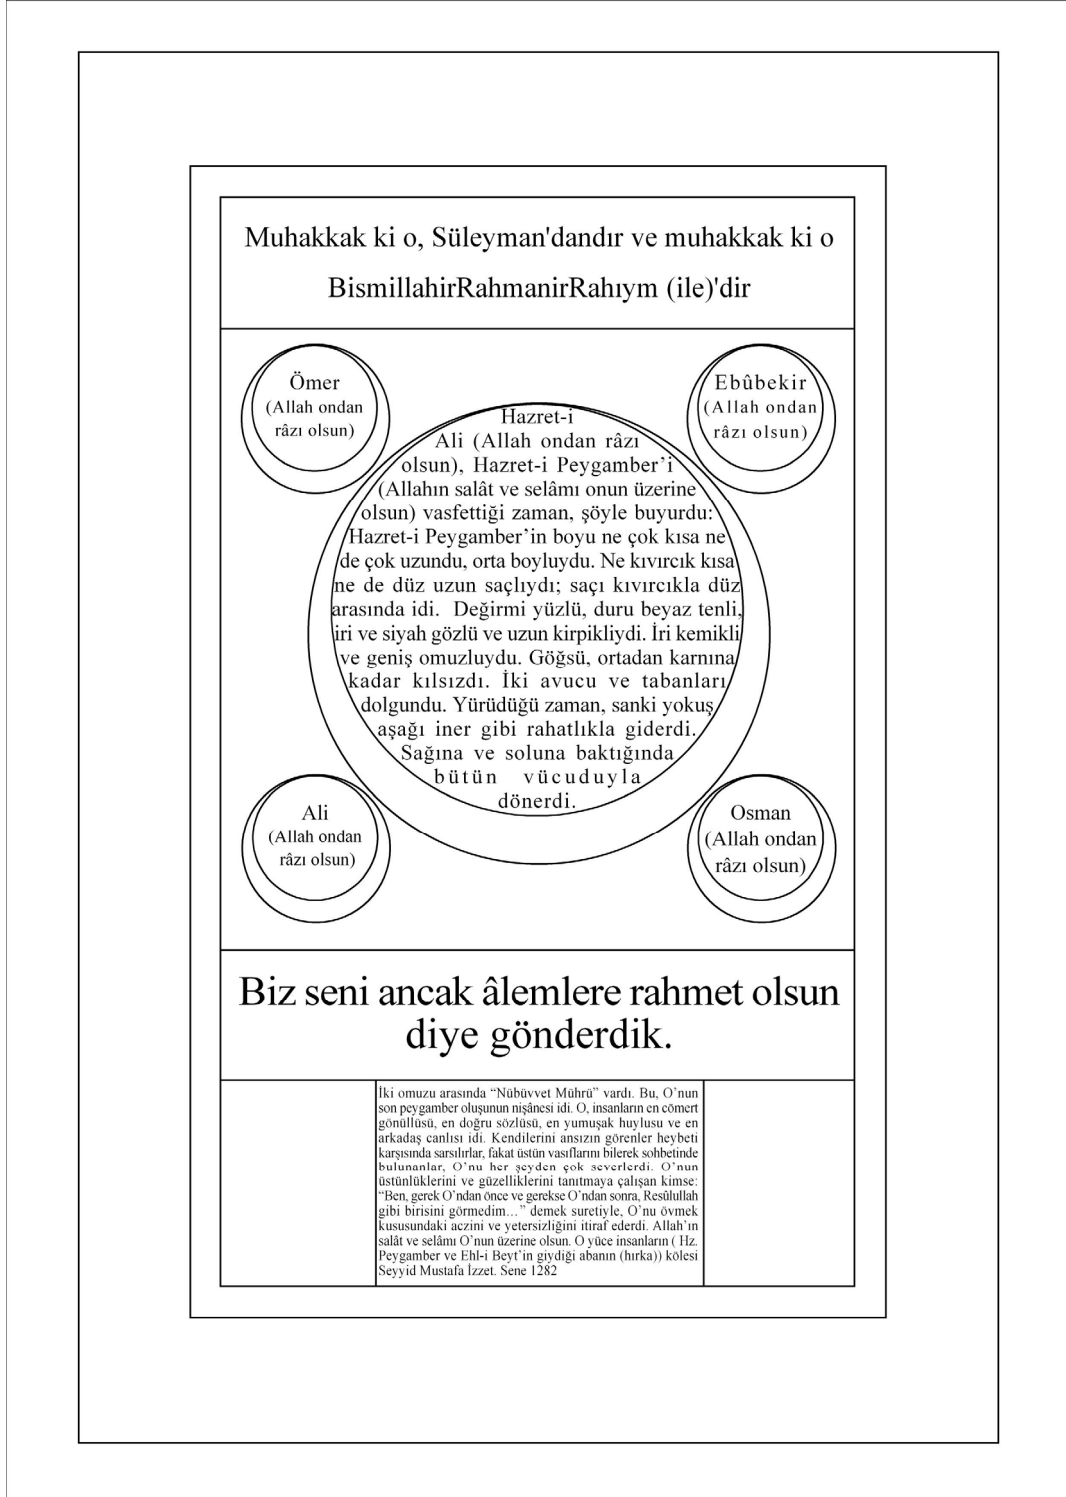 Muhakkak ki o, Süleyman'dandır ve muhakkak ki o
BismillahirRahmanirRahıym (ile)'dir
Ömer
(Allah ondan
râzı olsun)
Ebûbekir
(Allah ondan
râzı olsun)
Hazret-i
Ali (Allah ondan râzı
olsun), Hazret-i Peygamber’i
(Allahın salât ve selâmı onun üzerine
olsun) vasfettiği zaman, şöyle buyurdu:
Hazret-i Peygamber’in boyu ne çok kısa ne
de çok uzundu, orta boyluydu. Ne kıvırcık kısa
ne de düz uzun saçlıydı; saçı kıvırcıkla düz
arasında idi. Değirmi yüzlü, duru beyaz tenli,
iri ve siyah gözlü ve uzun kirpikliydi. İri kemikli
ve geniş omuzluydu. Göğsü, ortadan karnına
kadar kılsızdı. İki avucu ve tabanları
dolgundu. Yürüdüğü zaman, sanki yokuş
aşağı iner gibi rahatlıkla giderdi.
Sağına ve soluna baktığında
bütün vücuduyla
dönerdi.
Ali
(Allah ondan
râzı olsun)
Osman
(Allah ondan
râzı olsun)
Biz seni ancak âlemlere rahmet olsun
diye gönderdik.
İki omuzu arasında “Nübüvvet Mührü” vardı. Bu, O’nun
son peygamber oluşunun nişânesi idi. O, insanların en cömert
gönüllüsü, en doğru sözlüsü, en yumuşak huylusu ve en
arkadaş canlısı idi. Kendilerini ansızın görenler heybeti
karşısında sarsılırlar, fakat üstün vasıflarını bilerek sohbetinde
bulunanlar, O’nu her şeyden çok severlerdi. O’nun
üstünlüklerini ve güzelliklerini tanıtmaya çalışan kimse:
“Ben, gerek O’ndan önce ve gerekse O’ndan sonra, Resûlullah
gibi birisini görmedim…” demek suretiyle, O’nu övmek
kususundaki aczini ve yetersizliğini itiraf ederdi. Allah’ın
salât ve selâmı O’nun üzerine olsun. O yüce insanların ( Hz.
Peygamber ve Ehl-i Beyt’in giydiği abanın (hırka)) kölesi
Seyyid Mustafa İzzet. Sene 1282